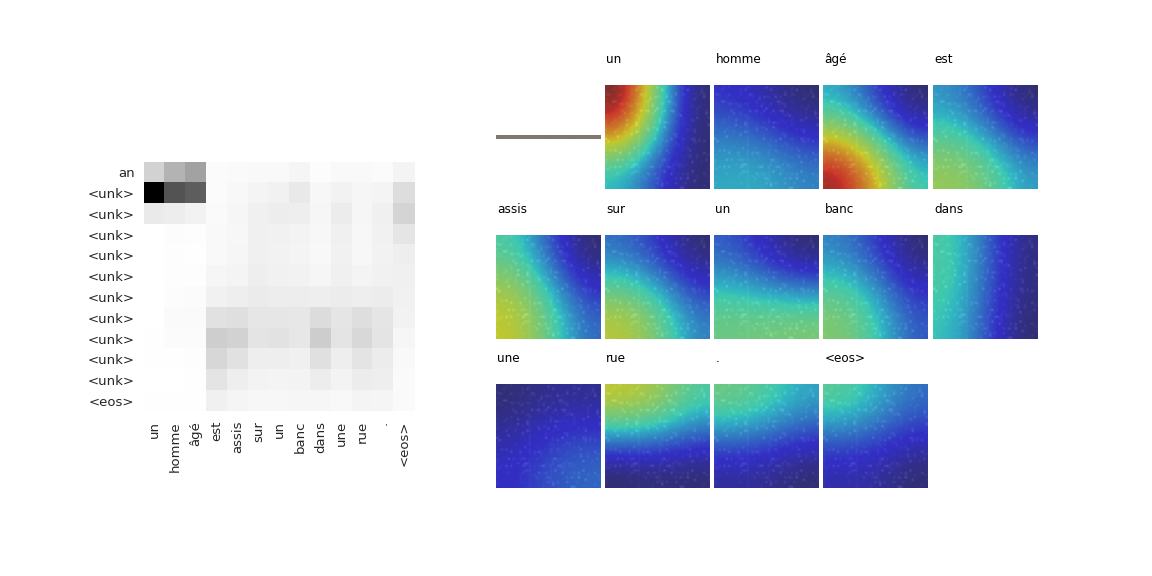 an
<unk>
<unk>
<unk>
<unk>
<unk>
<unk>
<unk>
<unk>
<unk>
<unk>
<eos>
un homme âgé est assis sur un banc dans une rue . <eos>
un homme âgé est
assis sur un banc dans
une rue . <eos>